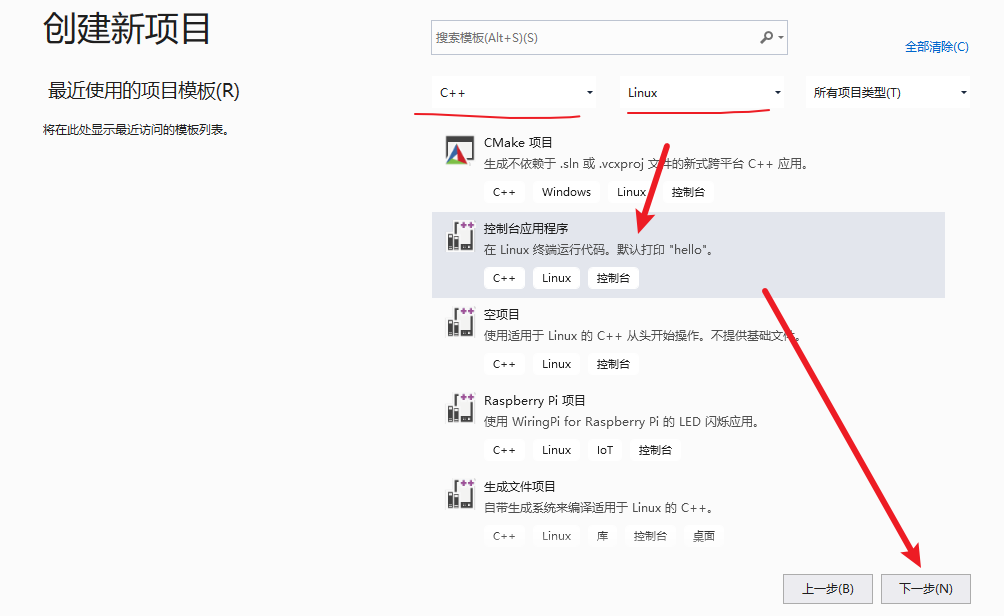 创建新项目
最近使用的项目模板(R)
将在此处显示最近访问的模板列表。
搜索模板(Alt+S)(S)
全部清除(C)
C++
Linux
所有项目类型(T)
CMake 项目
生成不依赖于 .sln 或 .vcxproj 文件的新式跨平台 C++ 应用。
C++ Windows Linux 控制台
控制台应用程序
在 Linux 终端运行代码。默认打印 "hello"。
C++ Linux 控制台
空项目
使用适用于 Linux 的 C++ 从头开始操作。不提供基础文件。
C++ Linux 控制台
Raspberry Pi 项目
使用 WiringPi for Raspberry Pi 的 LED 闪烁应用。
C++ Linux IoT 控制台
生成文件项目
自带生成系统来编译适用于 Linux 的 C++。
C++ Linux 库 控制台 桌面
上一步(B)
下一步(N)